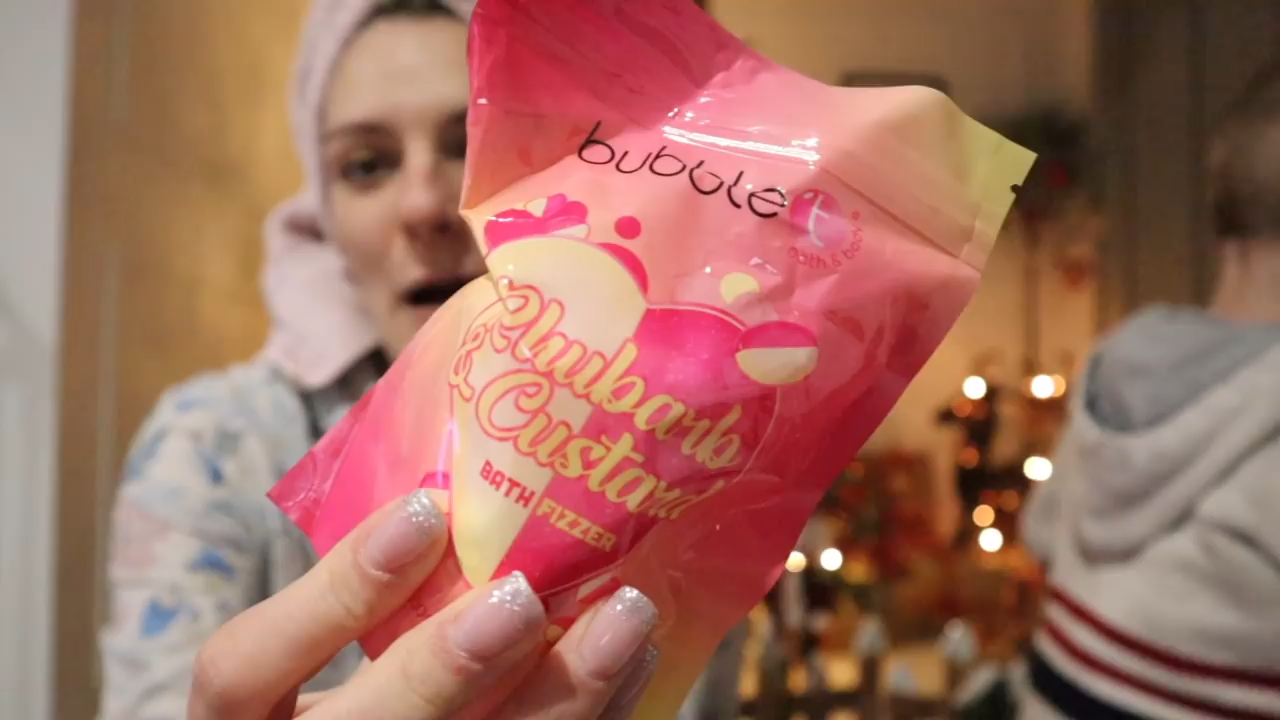 bubble t
bath & body
Rhubarb
& Custard
BATH FIZZER